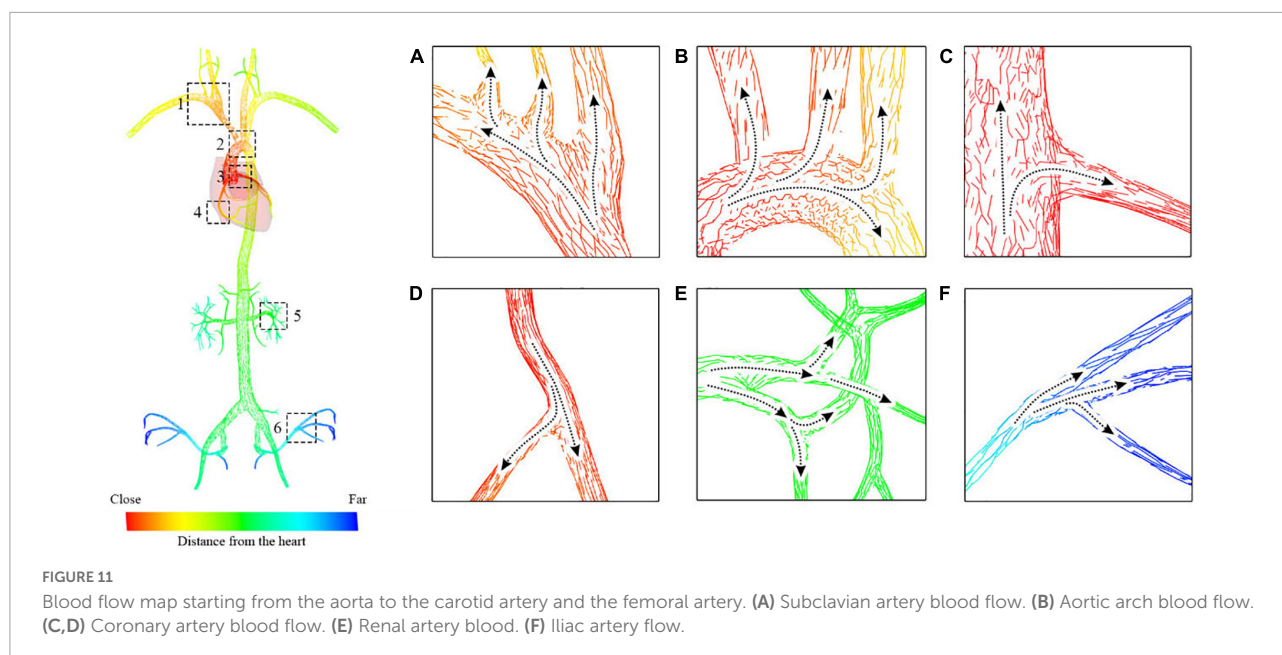 A
B
C
1
2
3
4
5
6
D
E
F
Close
Far
Distance from the heart
FIGURE 11
Blood flow map starting from the aorta to the carotid artery and the femoral artery. (A) Subclavian artery blood flow. (B) Aortic arch blood flow.
(C,D) Coronary artery blood flow. (E) Renal artery blood. (F) Iliac artery flow.